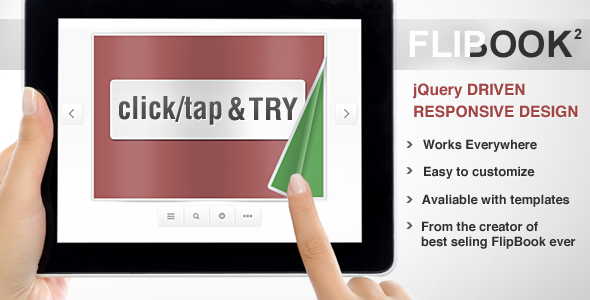 FLIPBOOK²
jQuery DRIVEN
RESPONSIVE DESIGN
click/tap & TRY
Works Everywhere
Easy to customize
Avaliable with templates
From the creator of
best seling FlipBook ever